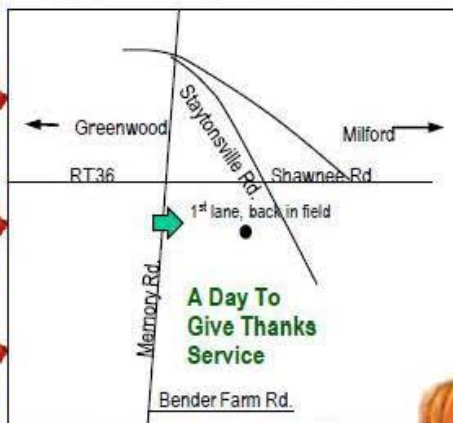 Greenwood
Milford
Staytonsville Rd.
RT36
Shawnee Rd
1st lane, back in field
Memory Rd.
A Day To
Give Thanks
Service
Bender Farm Rd.